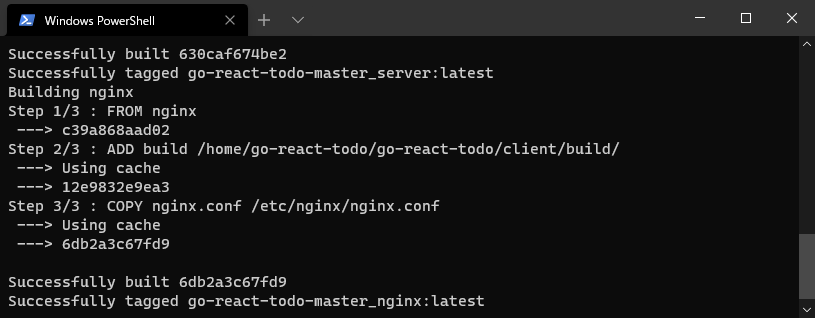 Windows PowerShell
Successfully built 630caf674be2
Successfully tagged go-react-todo-master_server:latest
Building nginx
Step 1/3 : FROM nginx
 ---> c39a868aad02
Step 2/3 : ADD build /home/go-react-todo/go-react-todo/client/build/
 ---> Using cache
 ---> 12e9832e9ea3
Step 3/3 : COPY nginx.conf /etc/nginx/nginx.conf
 ---> Using cache
 ---> 6db2a3c67fd9
Successfully built 6db2a3c67fd9
Successfully tagged go-react-todo-master_nginx:latest